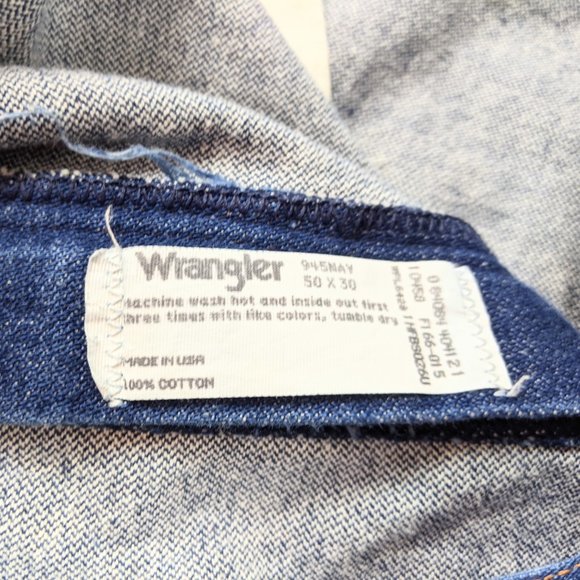 Wrangler
945NAV
50 X 30
Machine wash hot and inside out first
three times with like colors, tumble dry
MADE IN USA
100% COTTON